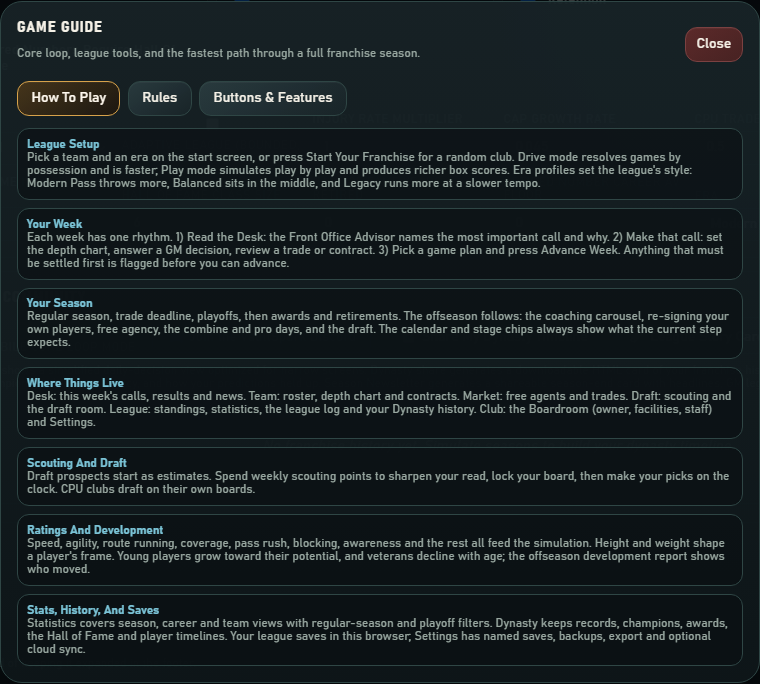 GAME GUIDE
Core loop, league tools, and the fastest path through a full franchise season.
Close
How To Play
Rules
Buttons & Features
League Setup
Pick a team and an era on the start screen, or press Start Your Franchise for a random club. Drive mode resolves games by
possession and is faster; Play mode simulates play by play and produces richer box scores. Era profiles set the league's style:
Modern Pass throws more, Balanced sits in the middle, and Legacy runs more at a slower tempo.
Your Week
Each week has one rhythm. 1) Read the Desk: the Front Office Advisor names the most important call and why. 2) Make that call: set
the depth chart, answer a GM decision, review a trade or contract. 3) Pick a game plan and press Advance Week. Anything that must
be settled first is flagged before you can advance.
Your Season
Regular season, trade deadline, playoffs, then awards and retirements. The offseason follows: the coaching carousel, re-signing your
own players, free agency, the combine and pro days, and the draft. The calendar and stage chips always show what the current step
expects.
Where Things Live
Desk: this week's calls, results and news. Team: roster, depth chart and contracts. Market: free agents and trades. Draft: scouting and
the draft room. League: standings, statistics, the league log and your Dynasty history. Club: the Boardroom (owner, facilities, staff)
and Settings.
Scouting And Draft
Draft prospects start as estimates. Spend weekly scouting points to sharpen your read, lock your board, then make your picks on the
clock. CPU clubs draft on their own boards.
Ratings And Development
Speed, agility, route running, coverage, pass rush, blocking, awareness and the rest all feed the simulation. Height and weight shape
a player's frame. Young players grow toward their potential, and veterans decline with age; the offseason development report shows
who moved.
Stats, History, And Saves
Statistics covers season, career and team views with regular-season and playoff filters. Dynasty keeps records, champions, awards,
the Hall of Fame and player timelines. Your league saves in this browser; Settings has named saves, backups, export and optional
cloud sync.